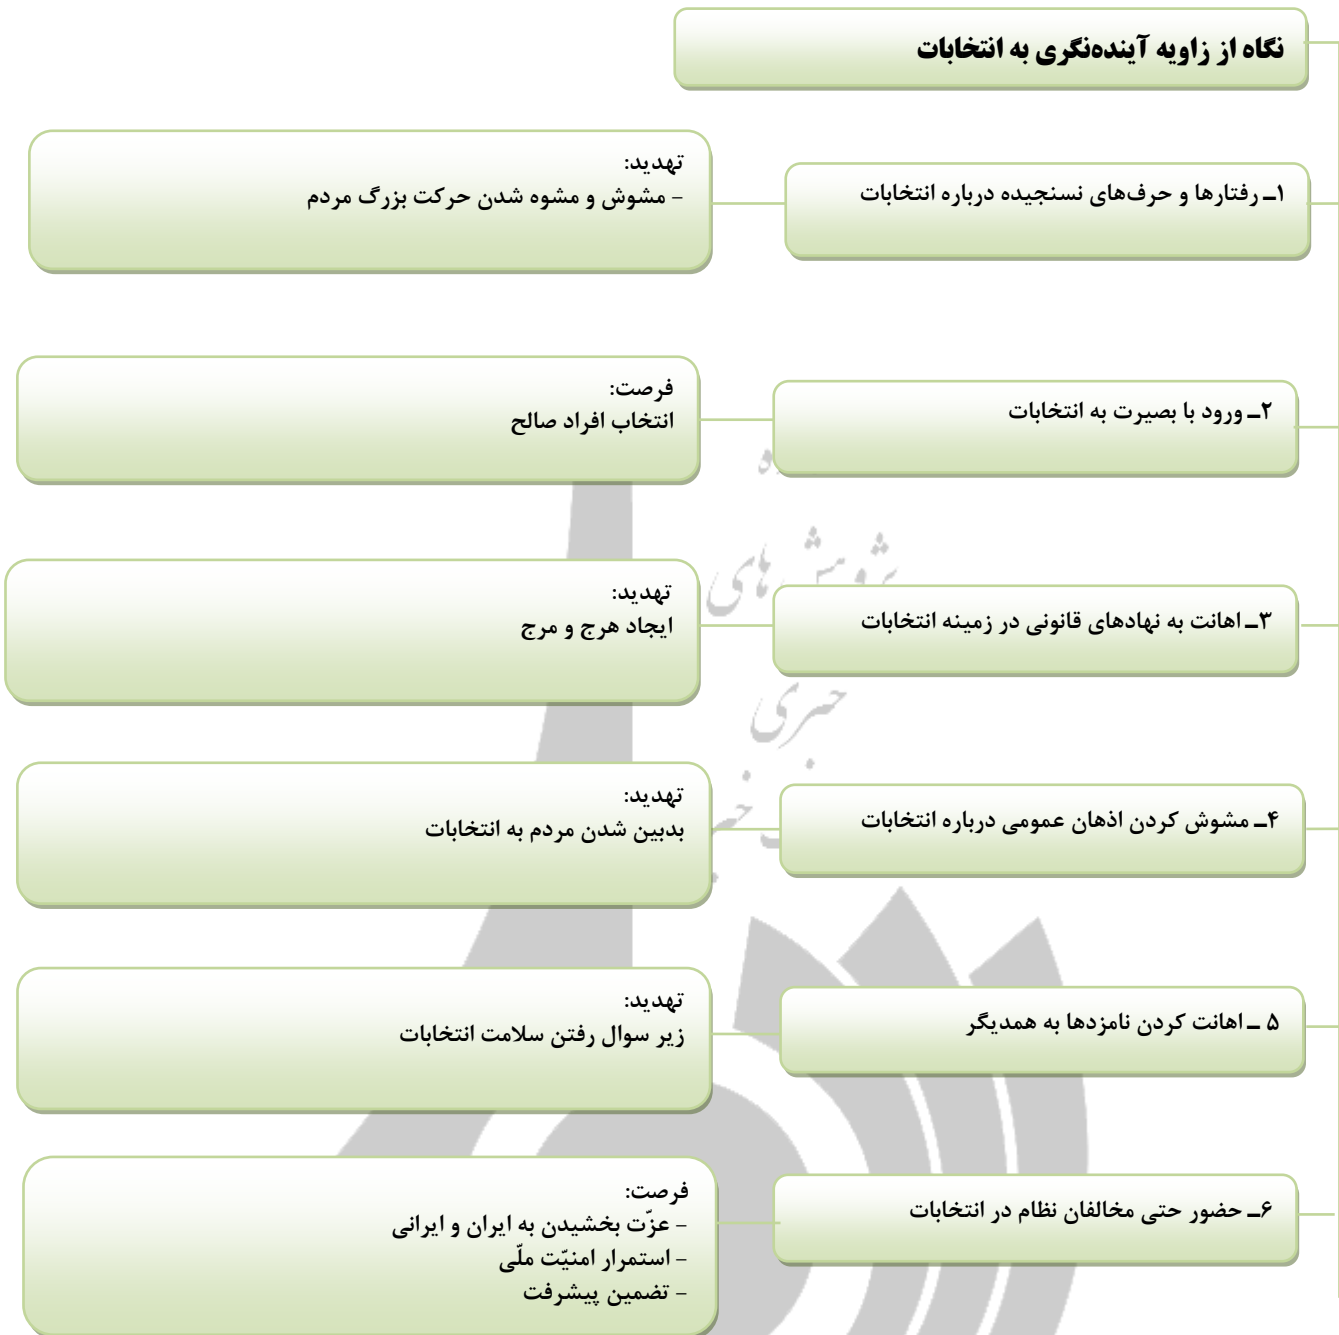 نگاه از زاویه آینده‌نگری به انتخابات
۱ـ رفتارها و حرف‌های نسنجیده درباره انتخابات
تهدید:
- مشوش و مشوه شدن حرکت بزرگ مردم
۲ـ ورود با بصیرت به انتخابات
فرصت:
انتخاب افراد صالح
پژوهش های
۳ـ اهانت به نهادهای قانونی در زمینه انتخابات
تهدید:
ایجاد هرج و مرج
خبری
۴ـ مشوش کردن اذهان عمومی درباره انتخابات
تهدید:
بدبین شدن مردم به انتخابات
۵ ـ اهانت کردن نامزدها به همدیگر
تهدید:
زیر سوال رفتن سلامت انتخابات
۶ـ حضور حتی مخالفان نظام در انتخابات
فرصت:
- عزّت بخشیدن به ایران و ایرانی
- استمرار امنیّت ملّی
- تضمین پیشرفت